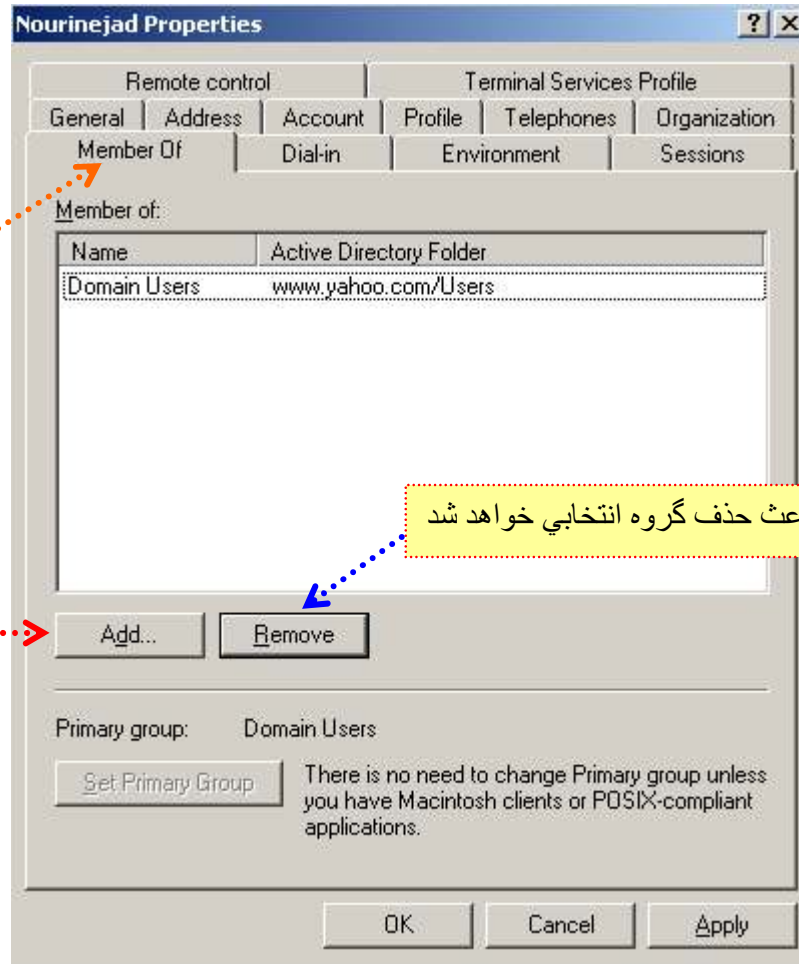 Nourinejad Properties
Remote control Terminal Services Profile
General Address Account Profile Telephones Organization
Member Of Dial-in Environment Sessions
Member of:
Name Active Directory Folder
Domain Users www.yahoo.com/Users
عث حذف گروه انتخابي خواهد شد
Add... Remove
Primary group: Domain Users
Set Primary Group
There is no need to change Primary group unless
you have Macintosh clients or POSIX-compliant
applications.
OK Cancel Apply